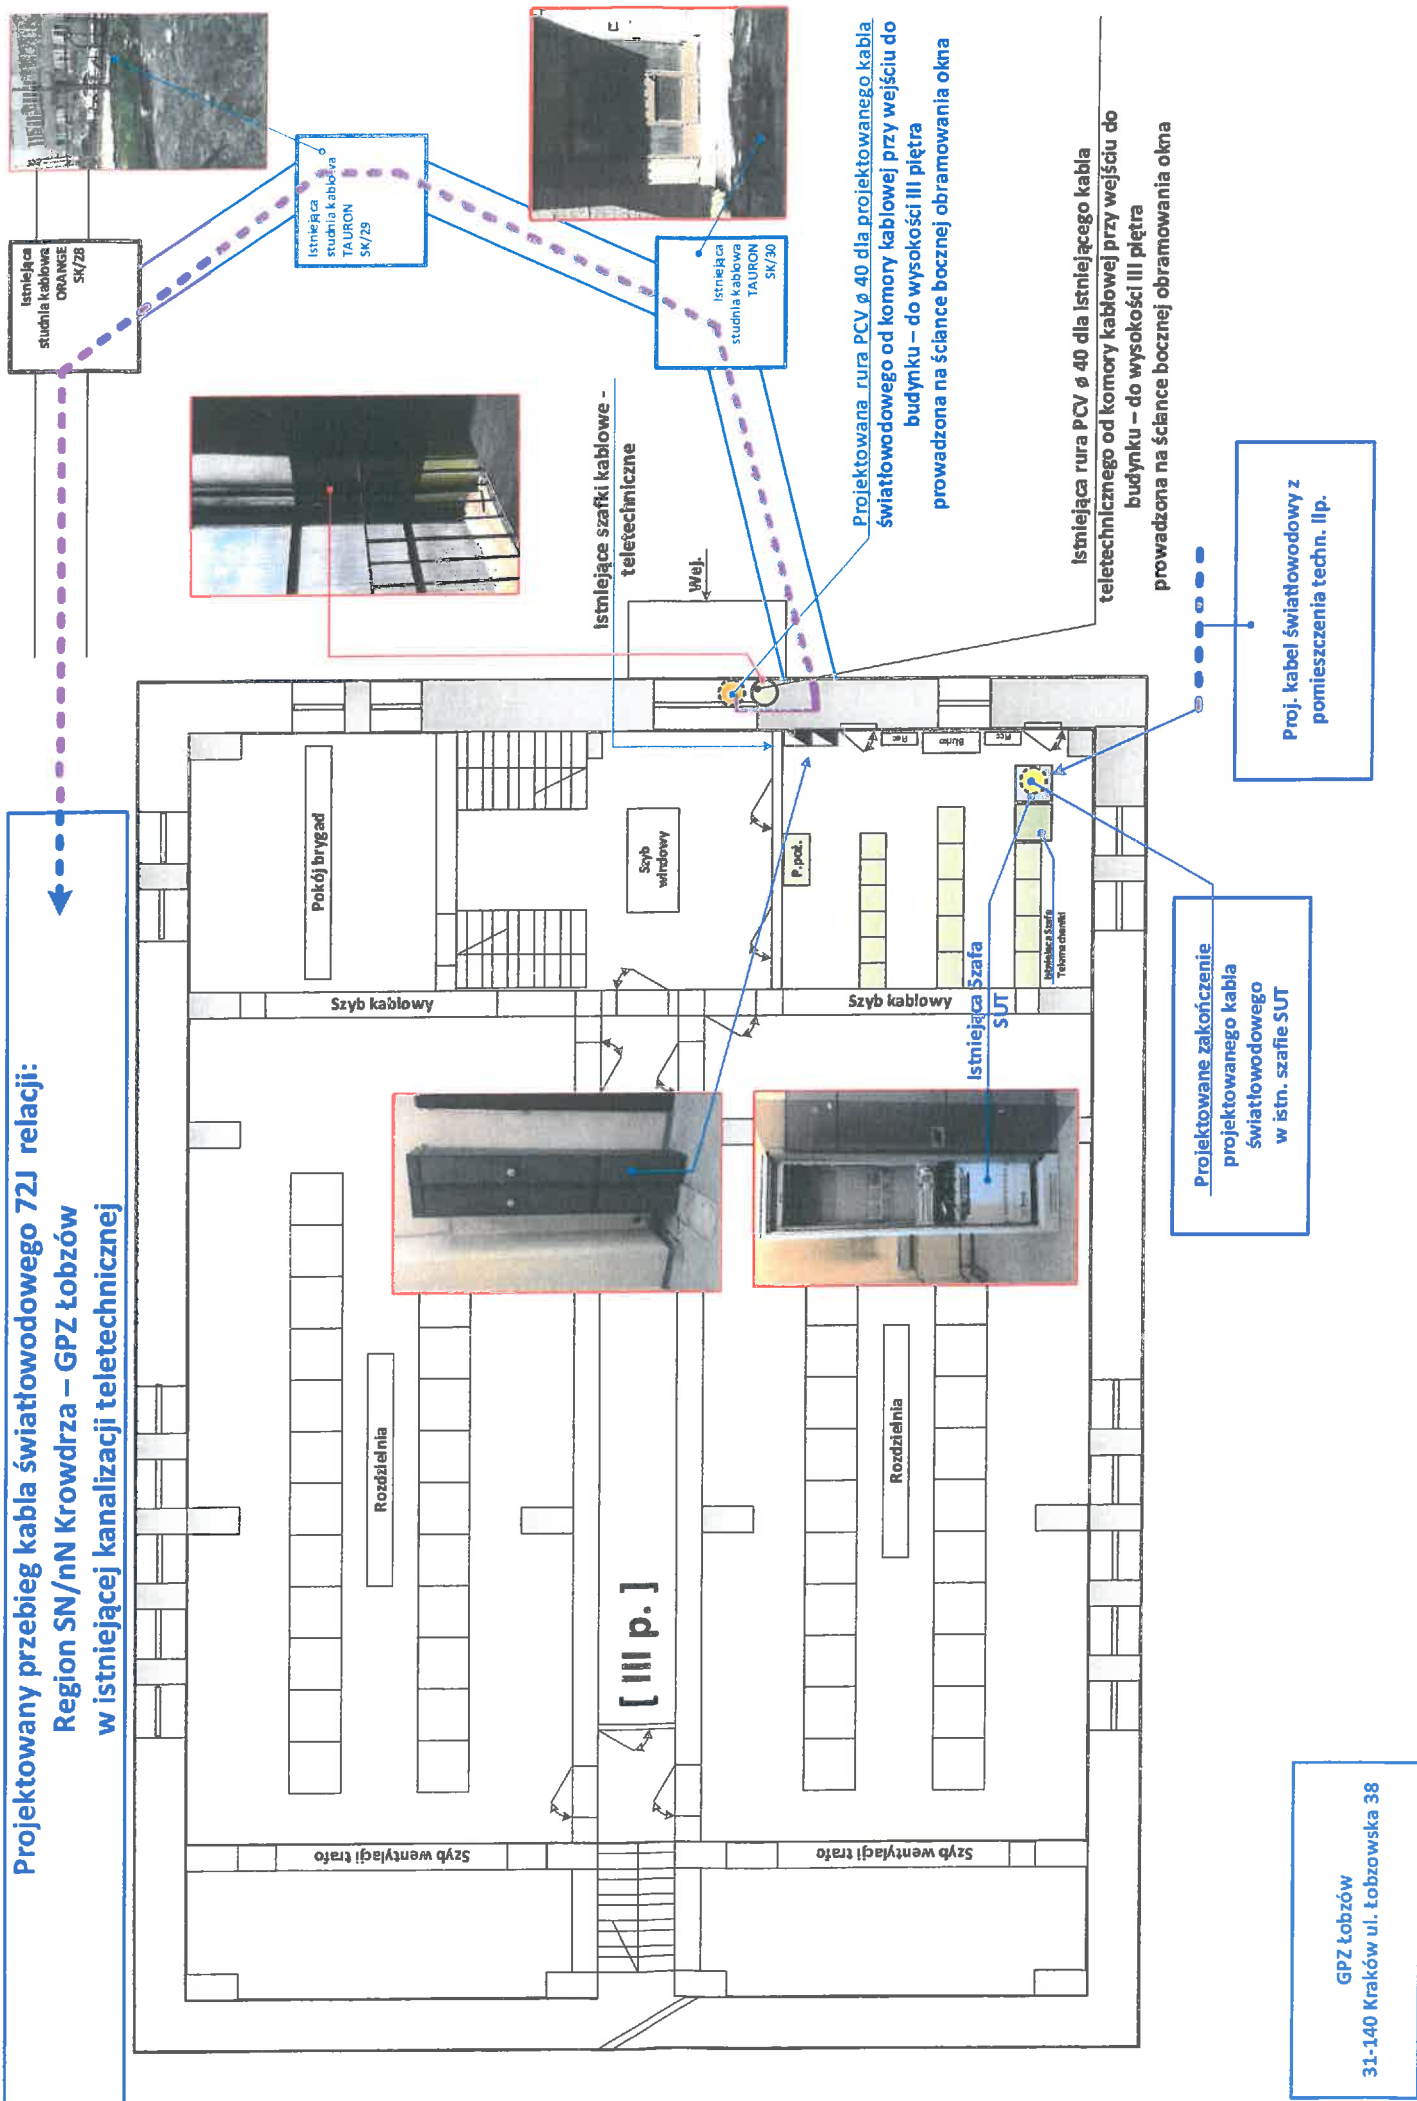 Projektowany przebieg kabla światłowodowego 72J relacji:
Region SN/nN Krowdrza – GPZ Łobzów
w istniejącej kanalizacji teletechnicznej
Istniejąca
studnia kablowa
ORANGE
SK/28
Istniejąca
studnia kablowa
TAURON
SK/29
Istniejąca
studnia kablowa
TAURON
SK/30
Istniejące szafki kablowe -
teletechniczne
Wej.
Projektowana rura PCV ø 40 dla projektowanego kabla
światłowodowego od komory kablowej przy wejściu do
budynku – do wysokości III piętra
prowadzona na ściance bocznej obramowania okna
Istniejąca rura PCV ø 40 dla istniejącego kabla
teletechnicznego od komory kablowej przy wejściu do
budynku – do wysokości III piętra
prowadzona na ściance bocznej obramowania okna
Proj. kabel światłowodowy z
pomieszczenia techn. IIp.
Pokój brygad
Szyb
windowy
P.poż.
Biurko
Szyb kablowy
Szyb kablowy
Istniejąca Szafa
SUT
Istniejąca Szafa
Telemechaniki
Projektowane zakończenie
projektowanego kabla
światłowodowego
w istn. szafie SUT
Rozdzielnia
Rozdzielnia
[ III p. ]
Szyb wentylacji trafo
Szyb wentylacji trafo
GPZ Łobzów
31-140 Kraków ul. Łobzowska 38